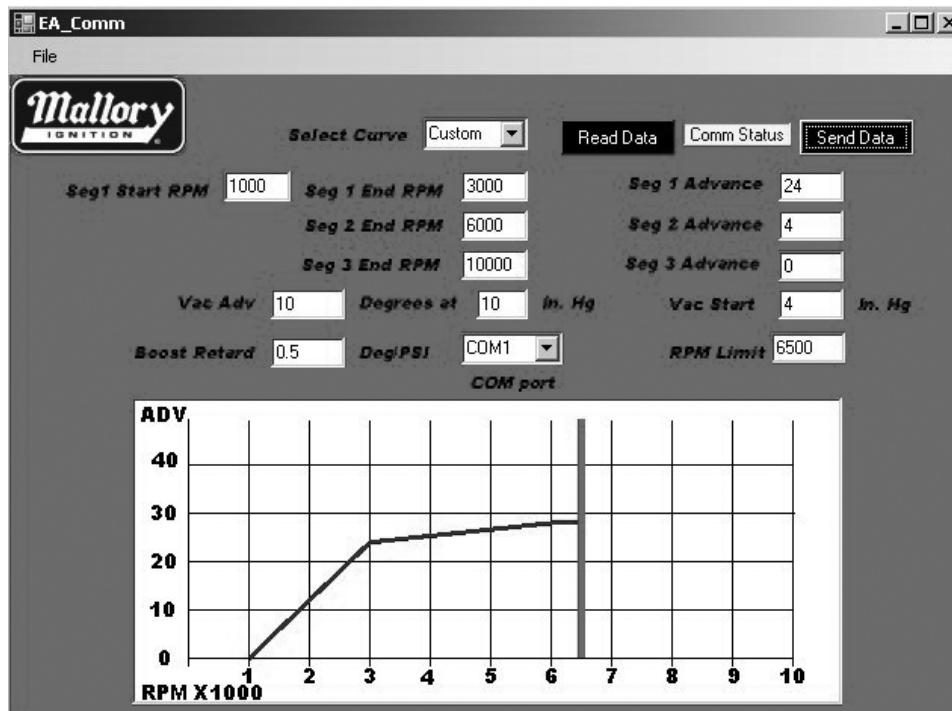 EA_Comm
File
Mallory
IGNITION
Select Curve Custom Read Data Comm Status Send Data
Seg1 Start RPM 1000 Seg 1 End RPM 3000 Seg 1 Advance 24
Seg 2 End RPM 6000 Seg 2 Advance 4
Seg 3 End RPM 10000 Seg 3 Advance 0
Vac Adv 10 Degrees at 10 in. Hg Vac Start 4 in. Hg
Boost Retard 0.5 Deg/PSI COM1 RPM Limit 6500
COM port
ADV
40
30
20
10
0
1 2 3 4 5 6 7 8 9 10
RPM X1000